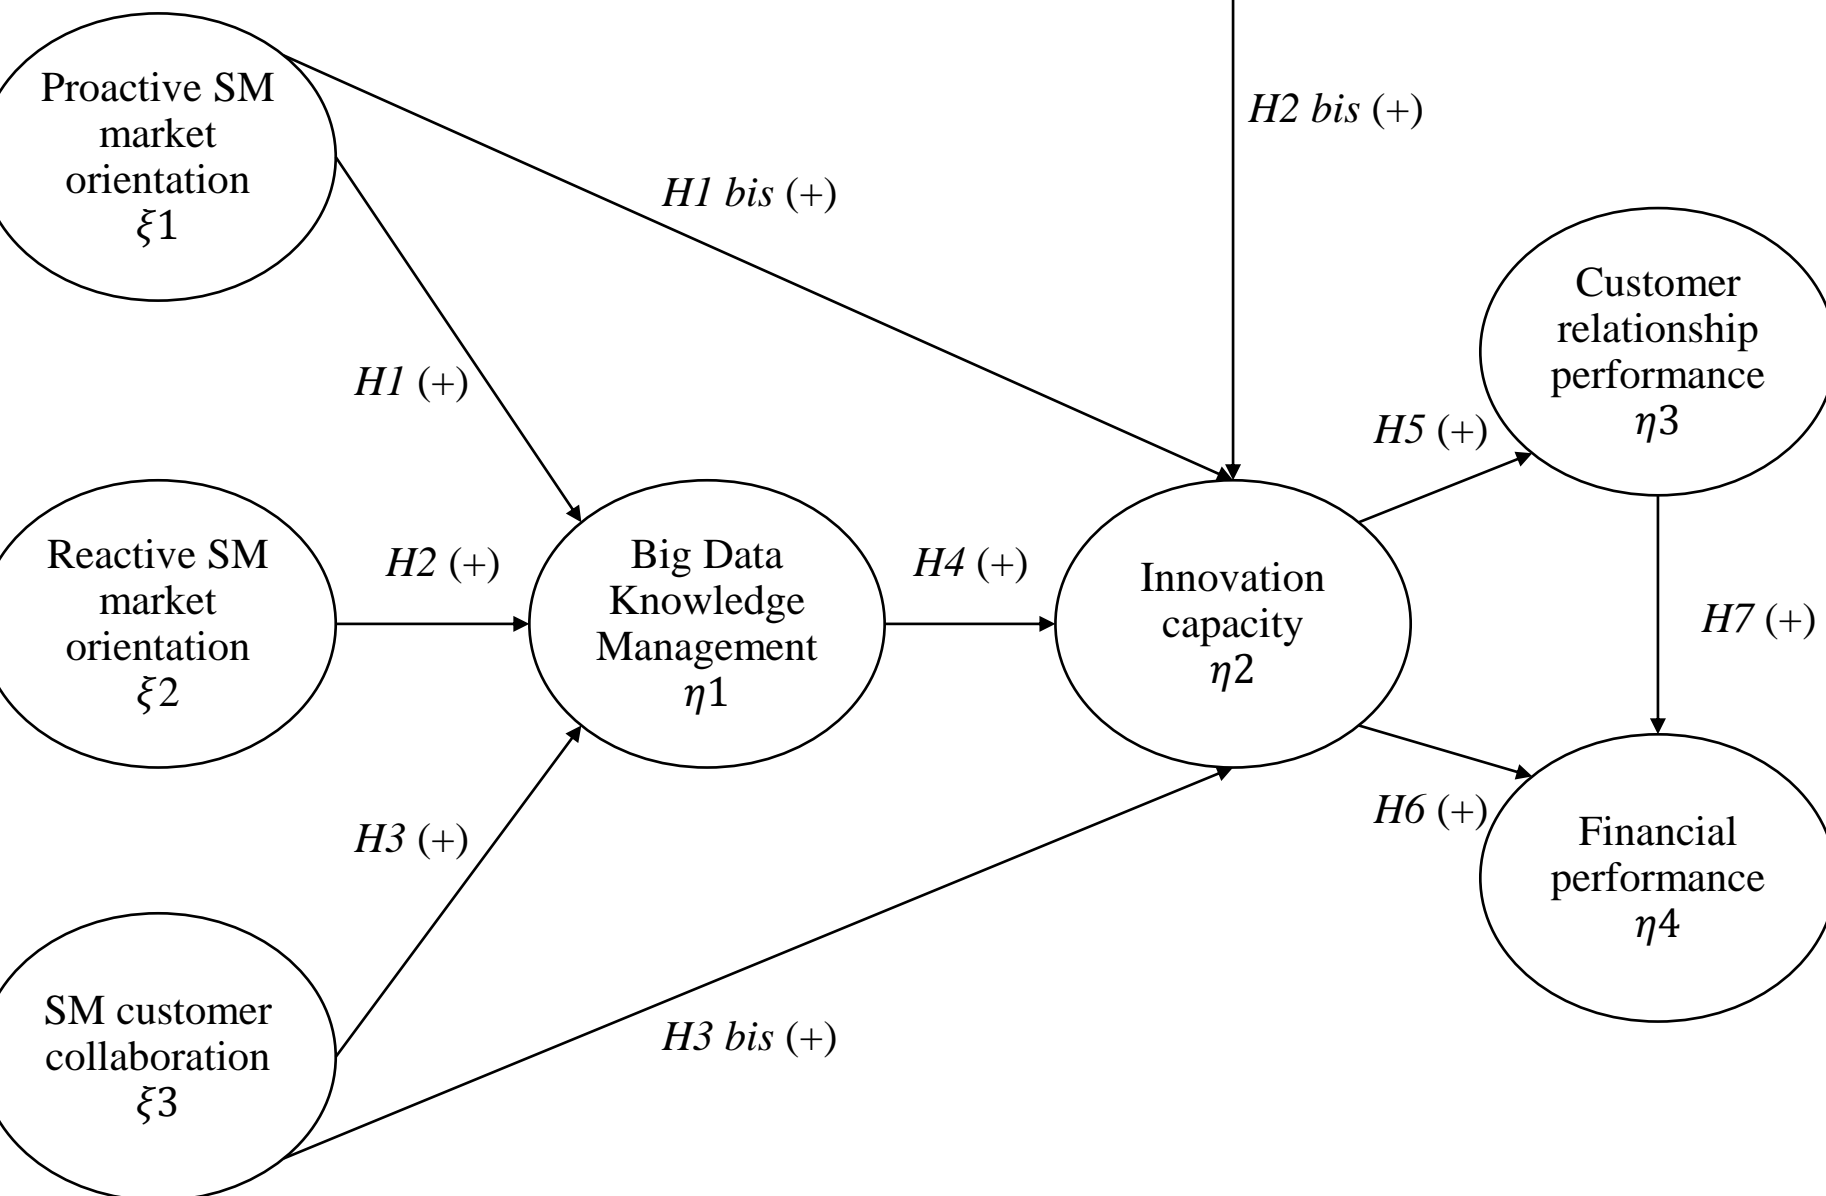 Proactive SM
market
orientation
ξ1
H2 bis (+)
H1 bis (+)
Customer
relationship
performance
η3
H1 (+)
H5 (+)
Reactive SM
market
orientation
ξ2
H2 (+)
Big Data
Knowledge
Management
η1
H4 (+)
Innovation
capacity
η2
H7 (+)
H3 (+)
H6 (+)
Financial
performance
η4
SM customer
collaboration
ξ3
H3 bis (+)